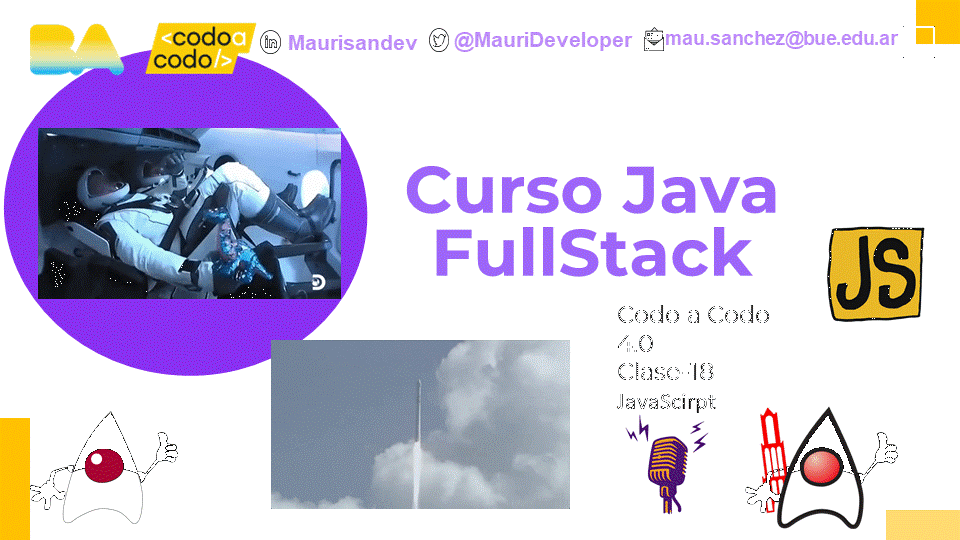 BA
<codo a
codo/>
in Maurisandev
@MauriDeveloper
mau.sanchez@bue.edu.ar
Curso Java
FullStack
JS
Codo a Codo
4.0
Clase-18
JavaScirpt